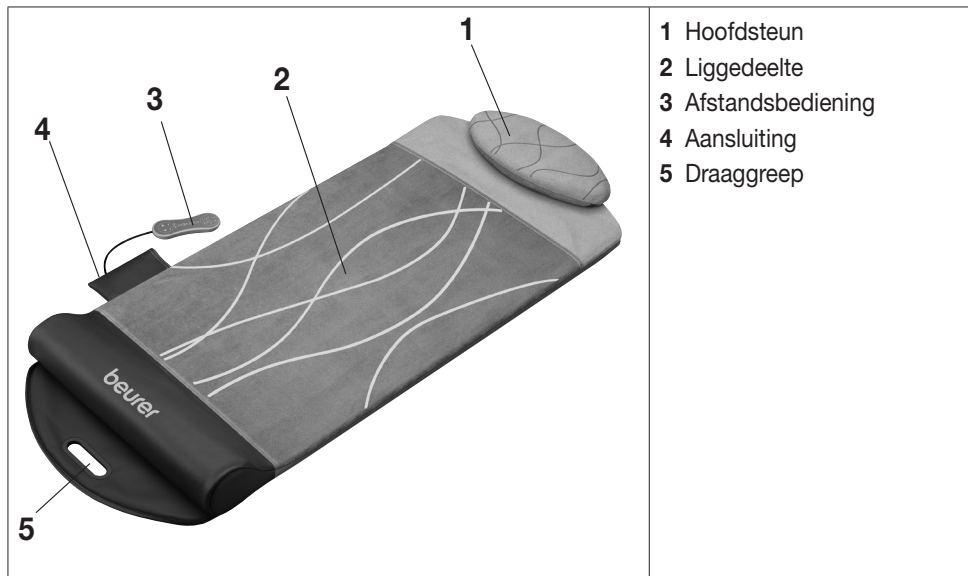 1
2
3
4
beurer
5
1 Hoofdsteun
2 Liggedeelte
3 Afstandsbediening
4 Aansluiting
5 Draaggreep